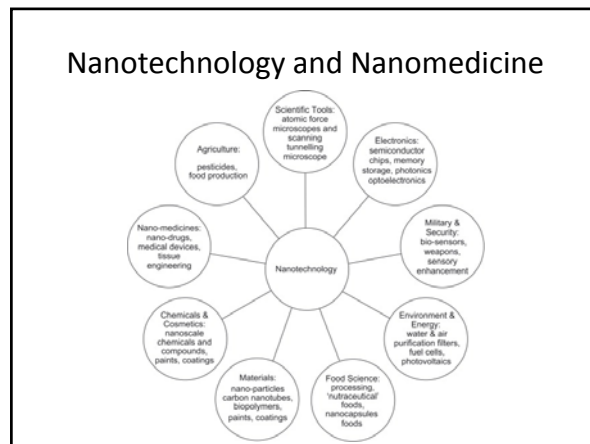 Nanotechnology and Nanomedicine
Scientific Tools:
atomic force
microscopes and
scanning
tunnelling
microscope
Electronics:
semiconductor
chips, memory
storage, photonics
optoelectronics
Military &
Security:
bio-sensors,
weapons,
sensory
enhancement
Environment &
Energy:
water & air
purification filters,
fuel cells,
photovoltaics
Food Science:
processing,
'nutraceutical'
foods,
nanocapsules
foods
Materials:
nano-particles
carbon nanotubes,
biopolymers,
paints, coatings
Chemicals &
Cosmetics:
nanoscale
chemicals and
compounds,
paints, coatings
Nano-medicines:
nano-drugs,
medical devices,
tissue
engineering
Agriculture:
pesticides,
food production
Nanotechnology